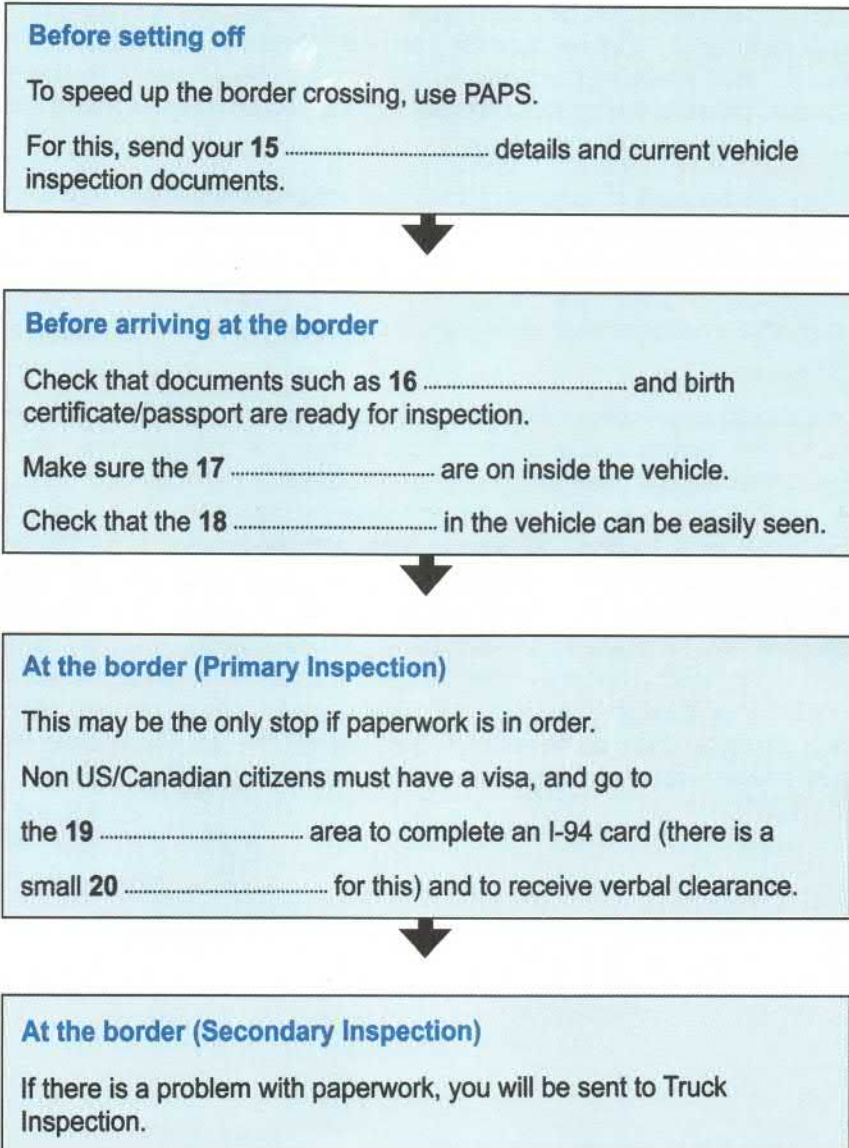 Before setting off
To speed up the border crossing, use PAPS.
For this, send your 15 .................................... details and current vehicle
inspection documents.
Before arriving at the border
Check that documents such as 16 .................................... and birth
certificate/passport are ready for inspection.
Make sure the 17 .................................... are on inside the vehicle.
Check that the 18 .................................... in the vehicle can be easily seen.
At the border (Primary Inspection)
This may be the only stop if paperwork is in order.
Non US/Canadian citizens must have a visa, and go to
the 19 .................................... area to complete an I-94 card (there is a
small 20 .................................... for this) and to receive verbal clearance.
At the border (Secondary Inspection)
If there is a problem with paperwork, you will be sent to Truck
Inspection.